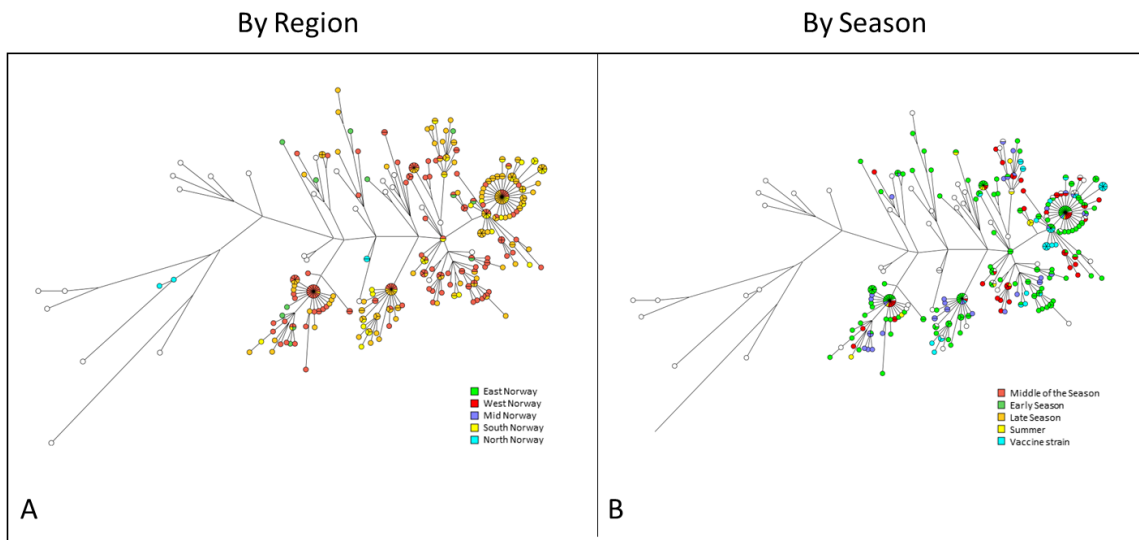 By Region
By Season
East Norway
West Norway
Mid Norway
South Norway
North Norway
Middle of the Season
Early Season
Late Season
Summer
Vaccine strain
A
B